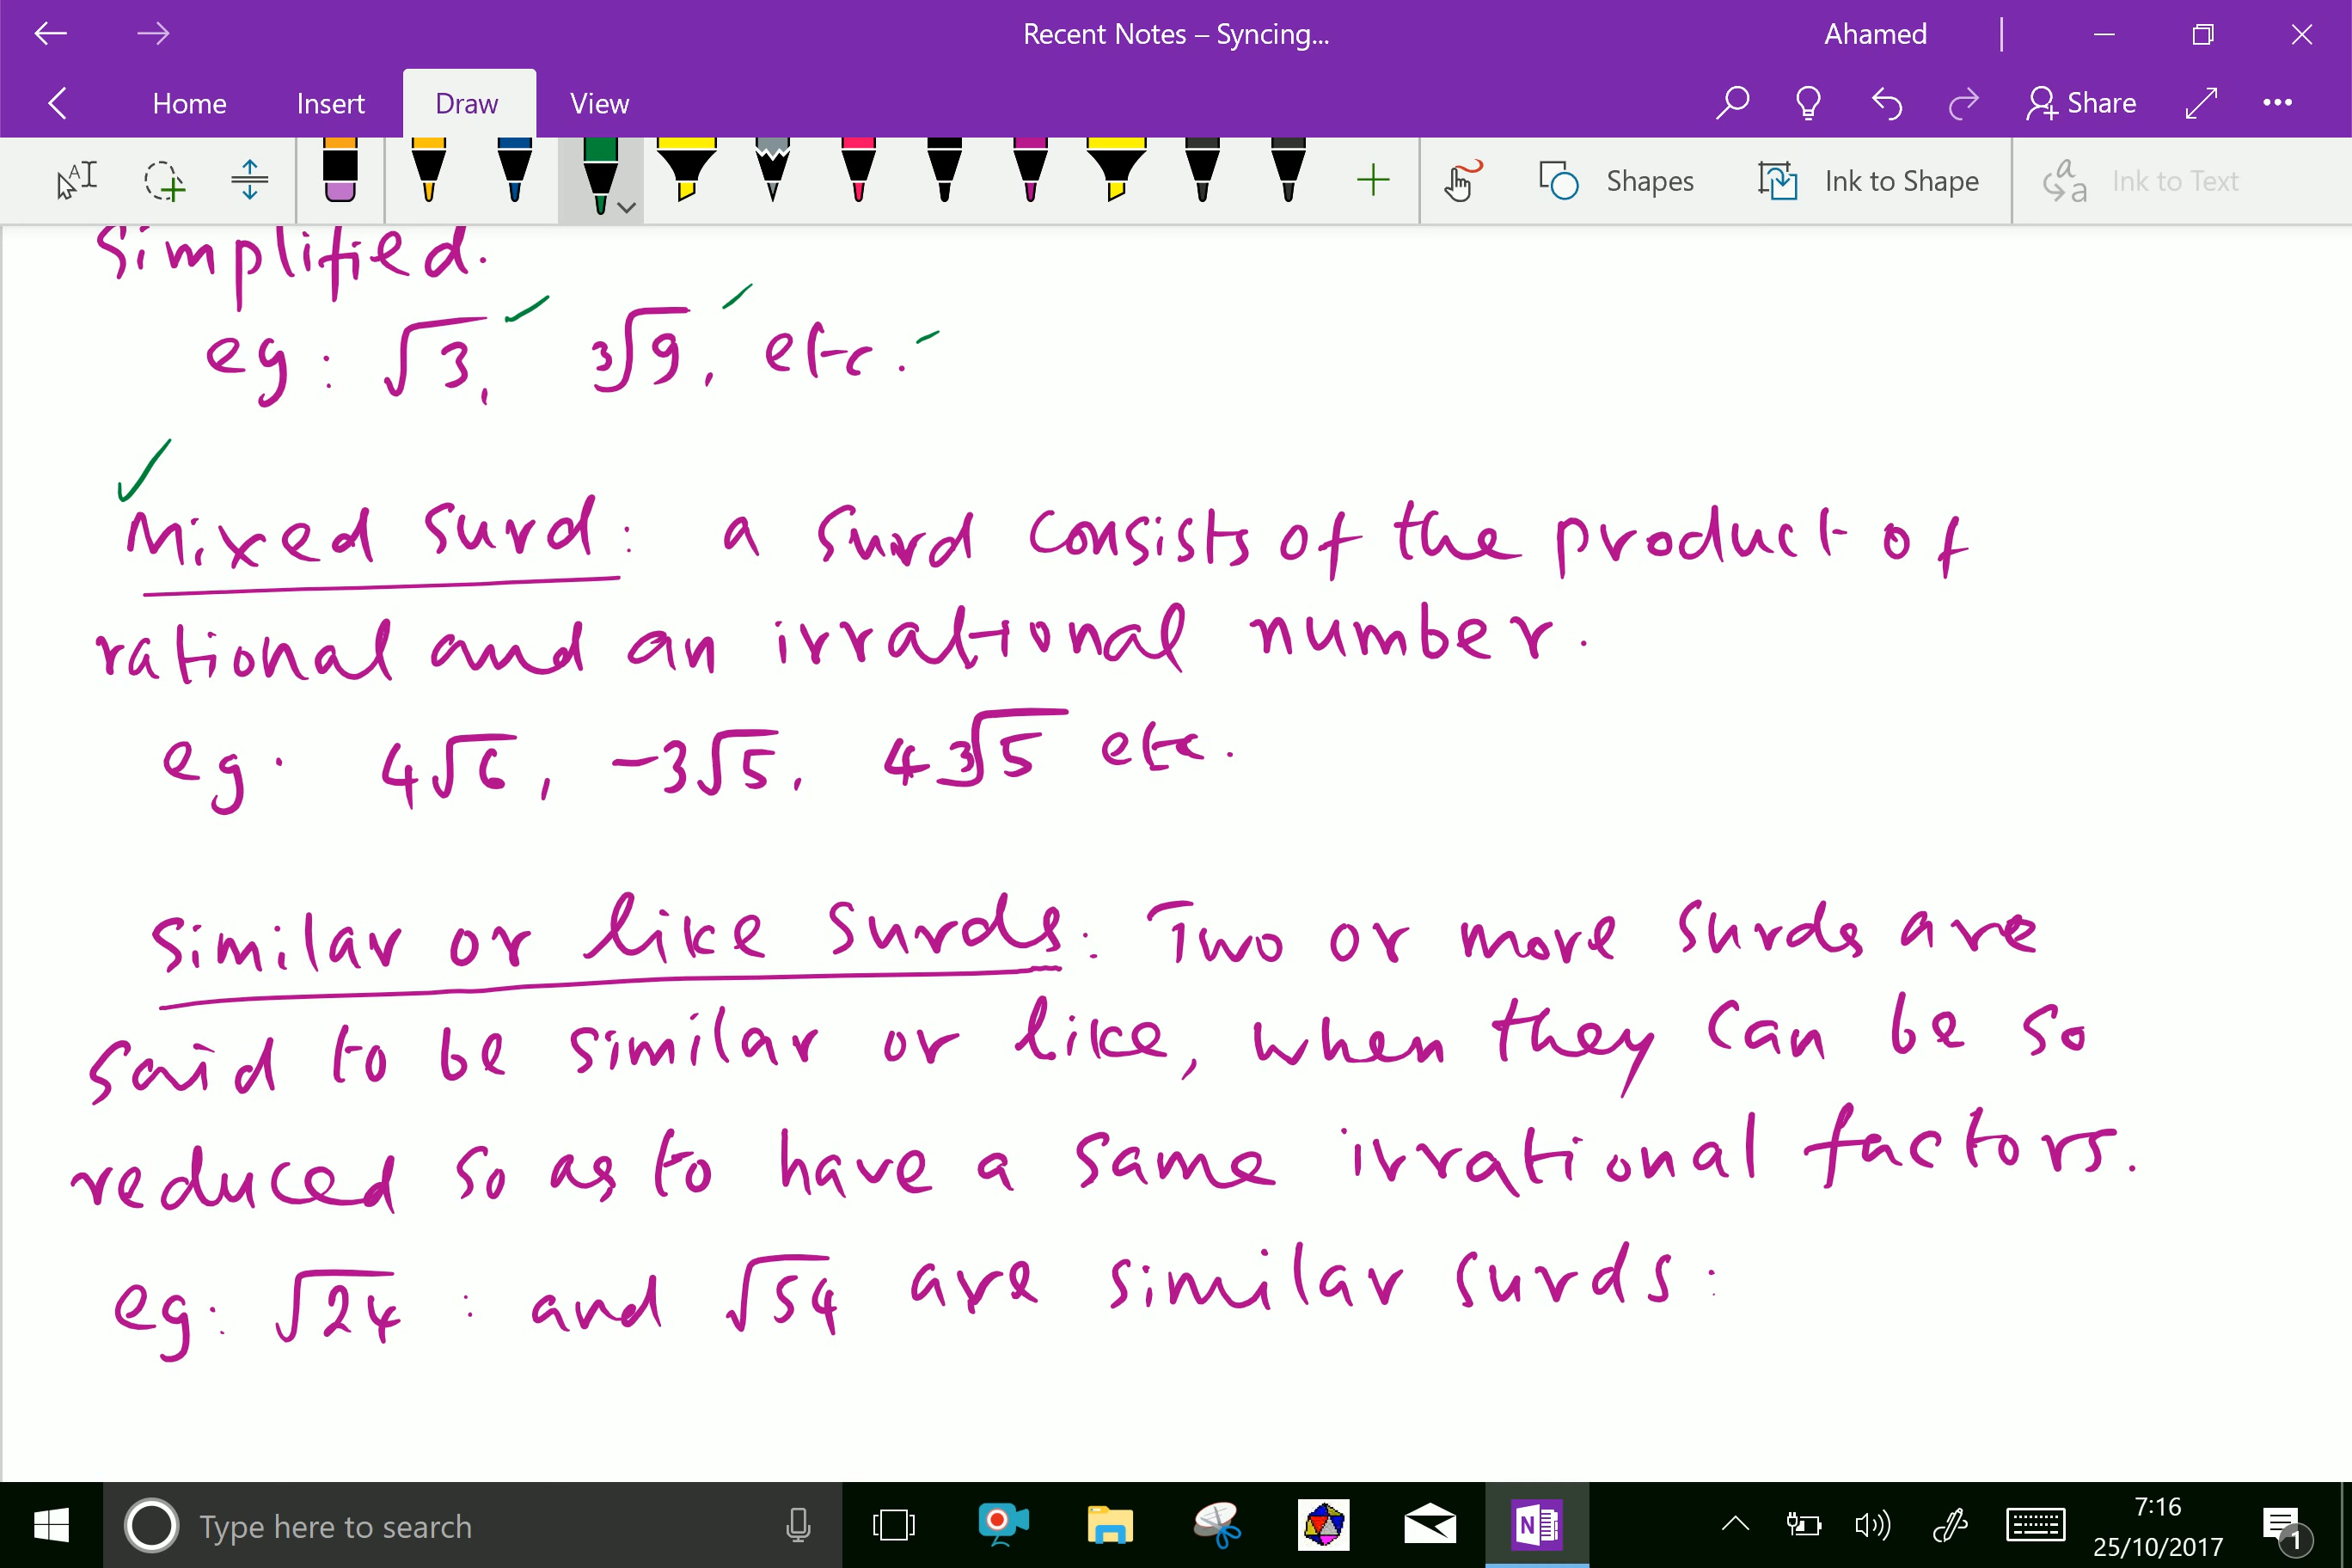 Recent Notes – Syncing...
Ahamed
Home Insert Draw View
Share
Shapes
Ink to Shape
Ink to Text
simplified.
eg : √3, ³√9, etc.
Mixed surd: a surd consists of the product of
rational and an irrational number.
eg. 4√6, -3√5, 4 ³√5 etc.
Similar or like surds: Two or more surds are
said to be similar or like, when they can be so
reduced so as to have a same irrational factors.
eg: √24 : and √54 are similar surds:
Type here to search
7:16
25/10/2017
1